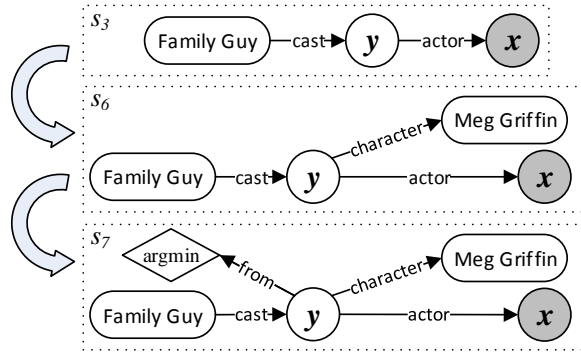 s3
Family Guy cast y actor x
s6
Meg Griffin
character
Family Guy cast y actor x
s7
argmin from character Meg Griffin
Family Guy cast y actor x